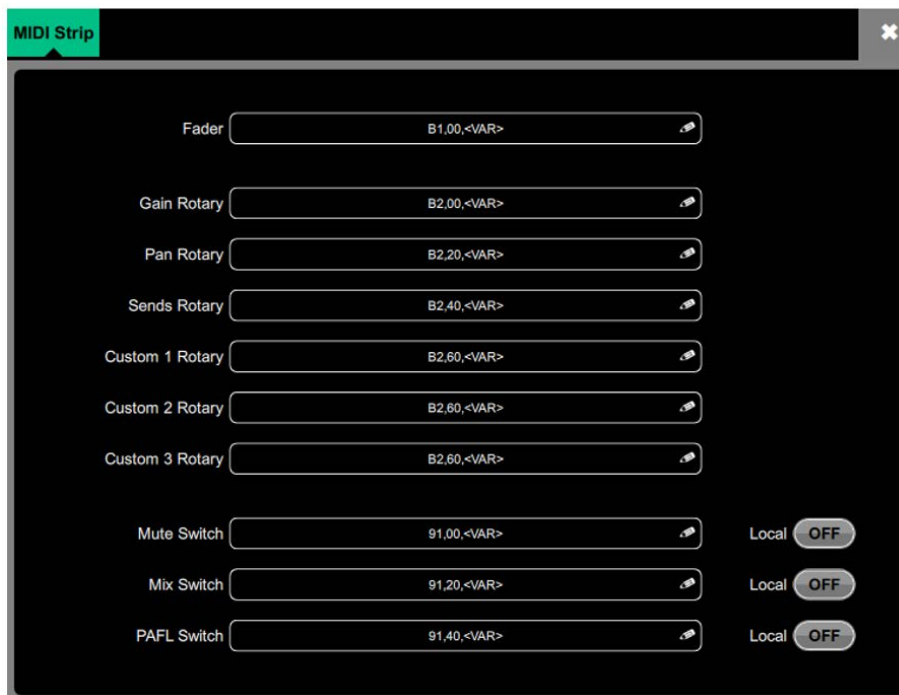 MIDI Strip
Fader B1,00,<VAR>
Gain Rotary B2,00,<VAR>
Pan Rotary B2,20,<VAR>
Sends Rotary B2,40,<VAR>
Custom 1 Rotary B2,60,<VAR>
Custom 2 Rotary B2,60,<VAR>
Custom 3 Rotary B2,60,<VAR>
Mute Switch 91,00,<VAR> Local OFF
Mix Switch 91,20,<VAR> Local OFF
PAFL Switch 91,40,<VAR> Local OFF